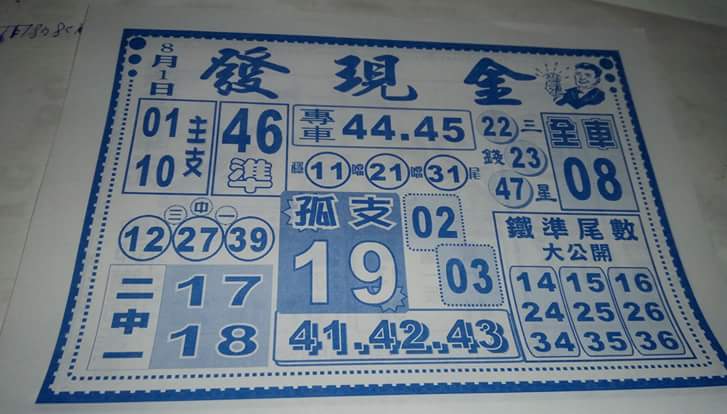 8月1日
發現金
01
10
主支
46
準
專車
44.45
11
21
31
尾
22
23
47
三錢星
全車
08
三中一
12 27 39
孤支
19
02
03
鐵準尾數
大公開
14 15 16
24 25 26
34 35 36
二中一
17
18
41.42.43